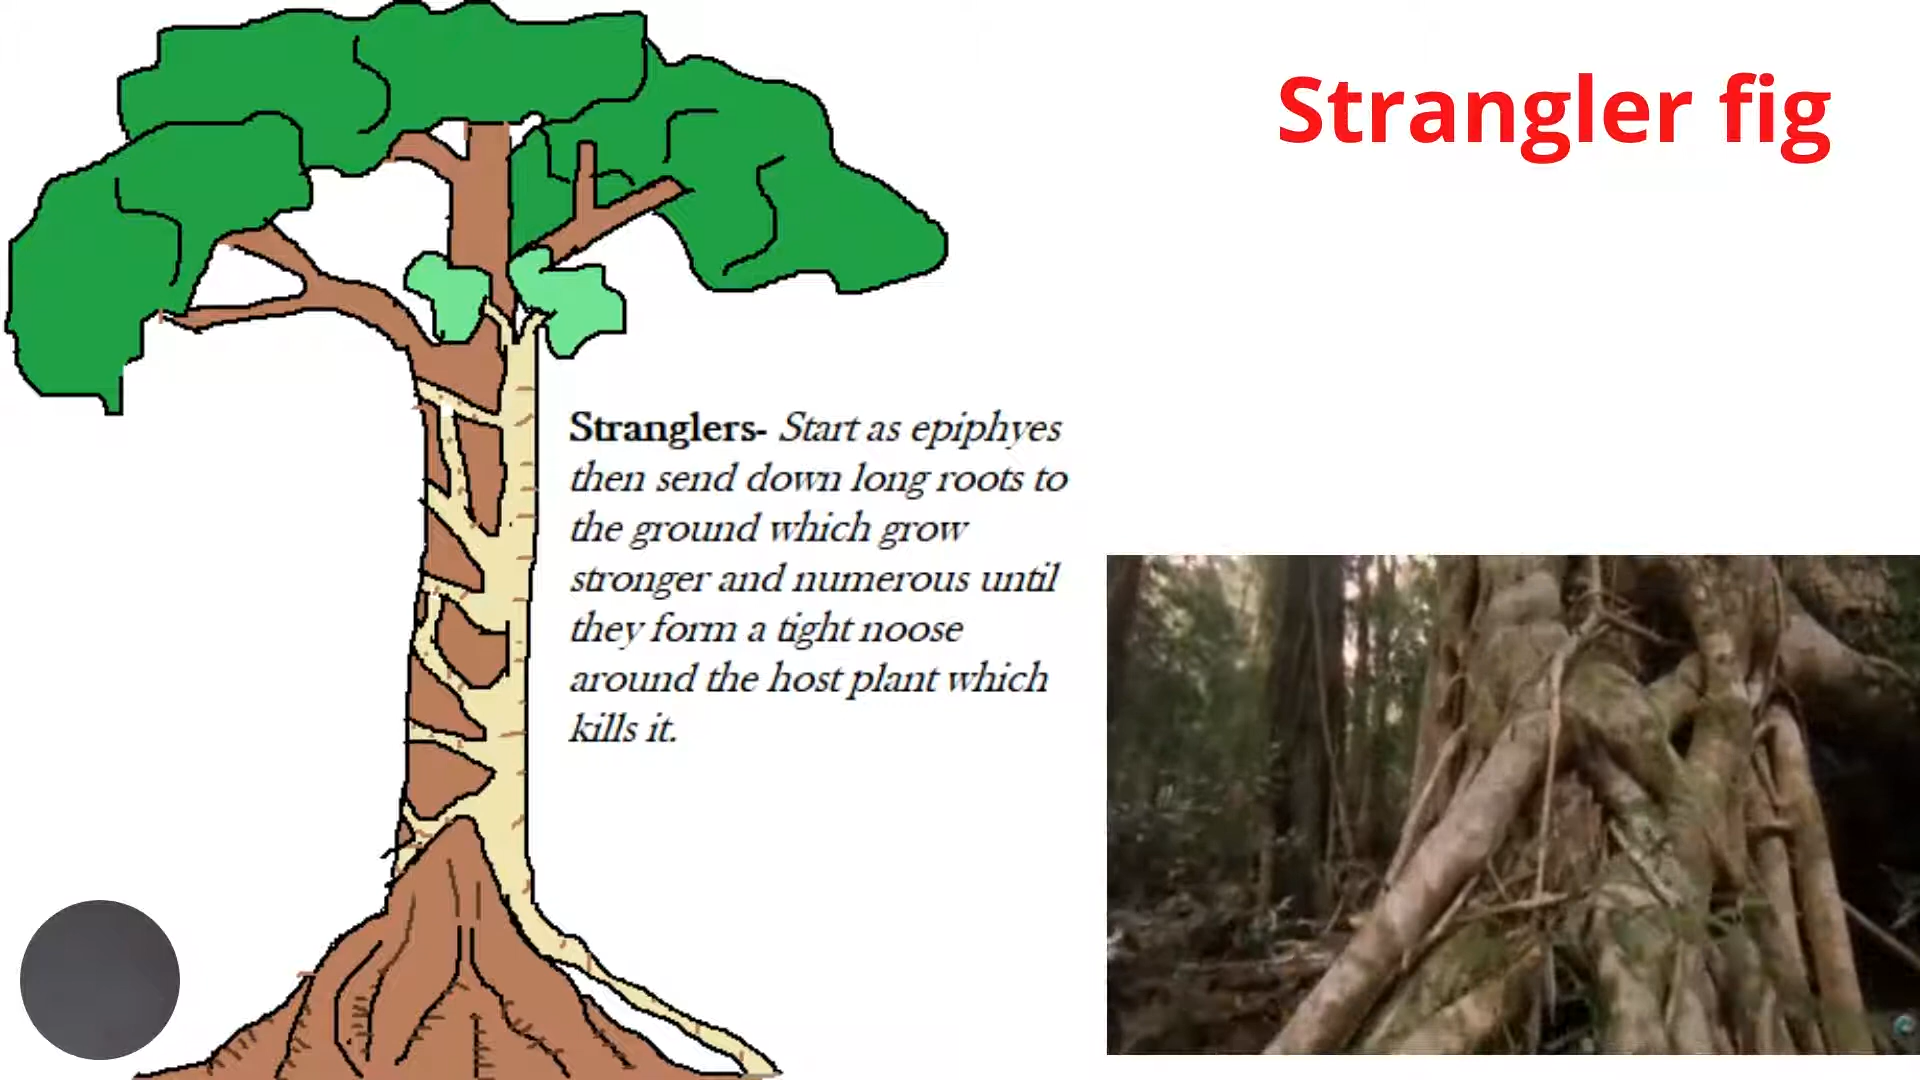 Strangler fig
Stranglers- Start as epiphyes
then send down long roots to
the ground which grow
stronger and numerous until
they form a tight noose
around the host plant which
kills it.